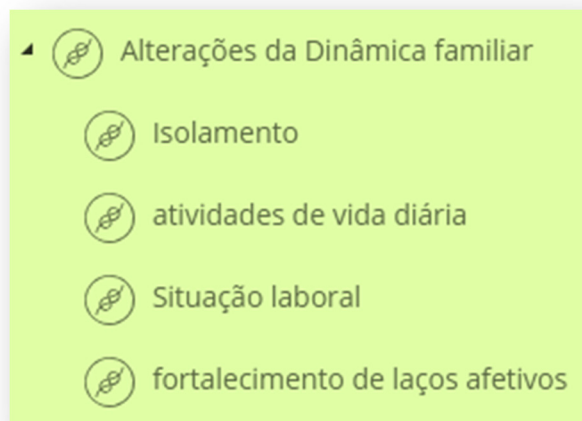 Alterações da Dinâmica familiar
Isolamento
atividades de vida diária
Situação laboral
fortalecimento de laços afetivos